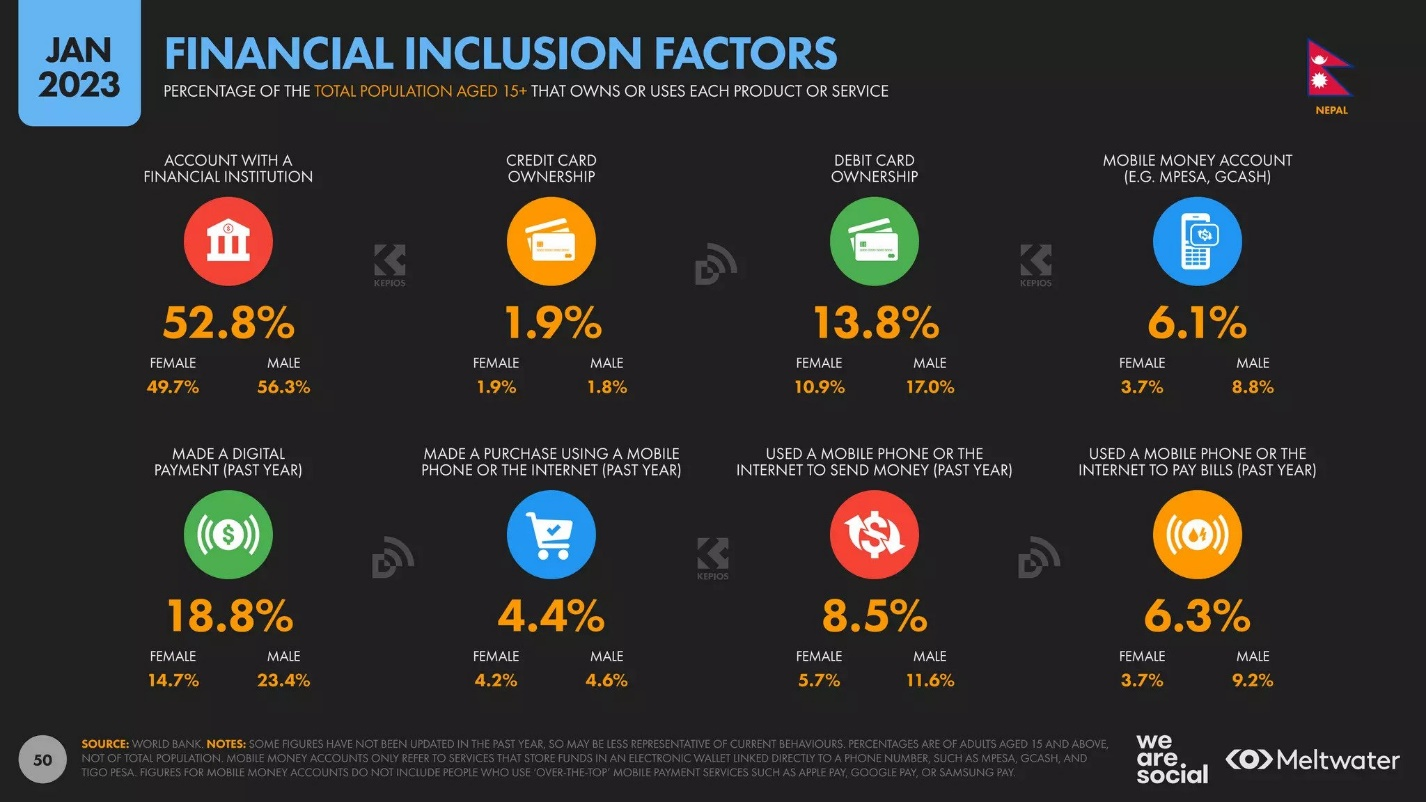 JAN
2023
FINANCIAL INCLUSION FACTORS
PERCENTAGE OF THE TOTAL POPULATION AGED 15+ THAT OWNS OR USES EACH PRODUCT OR SERVICE
NEPAL
ACCOUNT WITH A
FINANCIAL INSTITUTION
52.8%
FEMALE MALE
49.7% 56.3%
CREDIT CARD
OWNERSHIP
1.9%
FEMALE MALE
1.9% 1.8%
DEBIT CARD
OWNERSHIP
13.8%
FEMALE MALE
10.9% 17.0%
MOBILE MONEY ACCOUNT
(E.G. MPESA, GCASH)
6.1%
FEMALE MALE
3.7% 8.8%
KEPIOS
KEPIOS
MADE A DIGITAL
PAYMENT (PAST YEAR)
18.8%
FEMALE MALE
14.7% 23.4%
MADE A PURCHASE USING A MOBILE
PHONE OR THE INTERNET (PAST YEAR)
4.4%
FEMALE MALE
4.2% 4.6%
USED A MOBILE PHONE OR THE
INTERNET TO SEND MONEY (PAST YEAR)
8.5%
FEMALE MALE
5.7% 11.6%
USED A MOBILE PHONE OR THE
INTERNET TO PAY BILLS (PAST YEAR)
6.3%
FEMALE MALE
3.7% 9.2%
KEPIOS
50
SOURCE: WORLD BANK. NOTES: SOME FIGURES HAVE NOT BEEN UPDATED IN THE PAST YEAR, SO MAY BE LESS REPRESENTATIVE OF CURRENT BEHAVIOURS. PERCENTAGES ARE OF ADULTS AGED 15 AND ABOVE,
NOT OF TOTAL POPULATION. MOBILE MONEY ACCOUNTS ONLY REFER TO SERVICES THAT STORE FUNDS IN AN ELECTRONIC WALLET LINKED DIRECTLY TO A PHONE NUMBER, SUCH AS MPESA, GCASH, AND
TIGO PESA. FIGURES FOR MOBILE MONEY ACCOUNTS DO NOT INCLUDE PEOPLE WHO USE 'OVER-THE-TOP' MOBILE PAYMENT SERVICES SUCH AS APPLE PAY, GOOGLE PAY, OR SAMSUNG PAY.
we
are
social
Meltwater